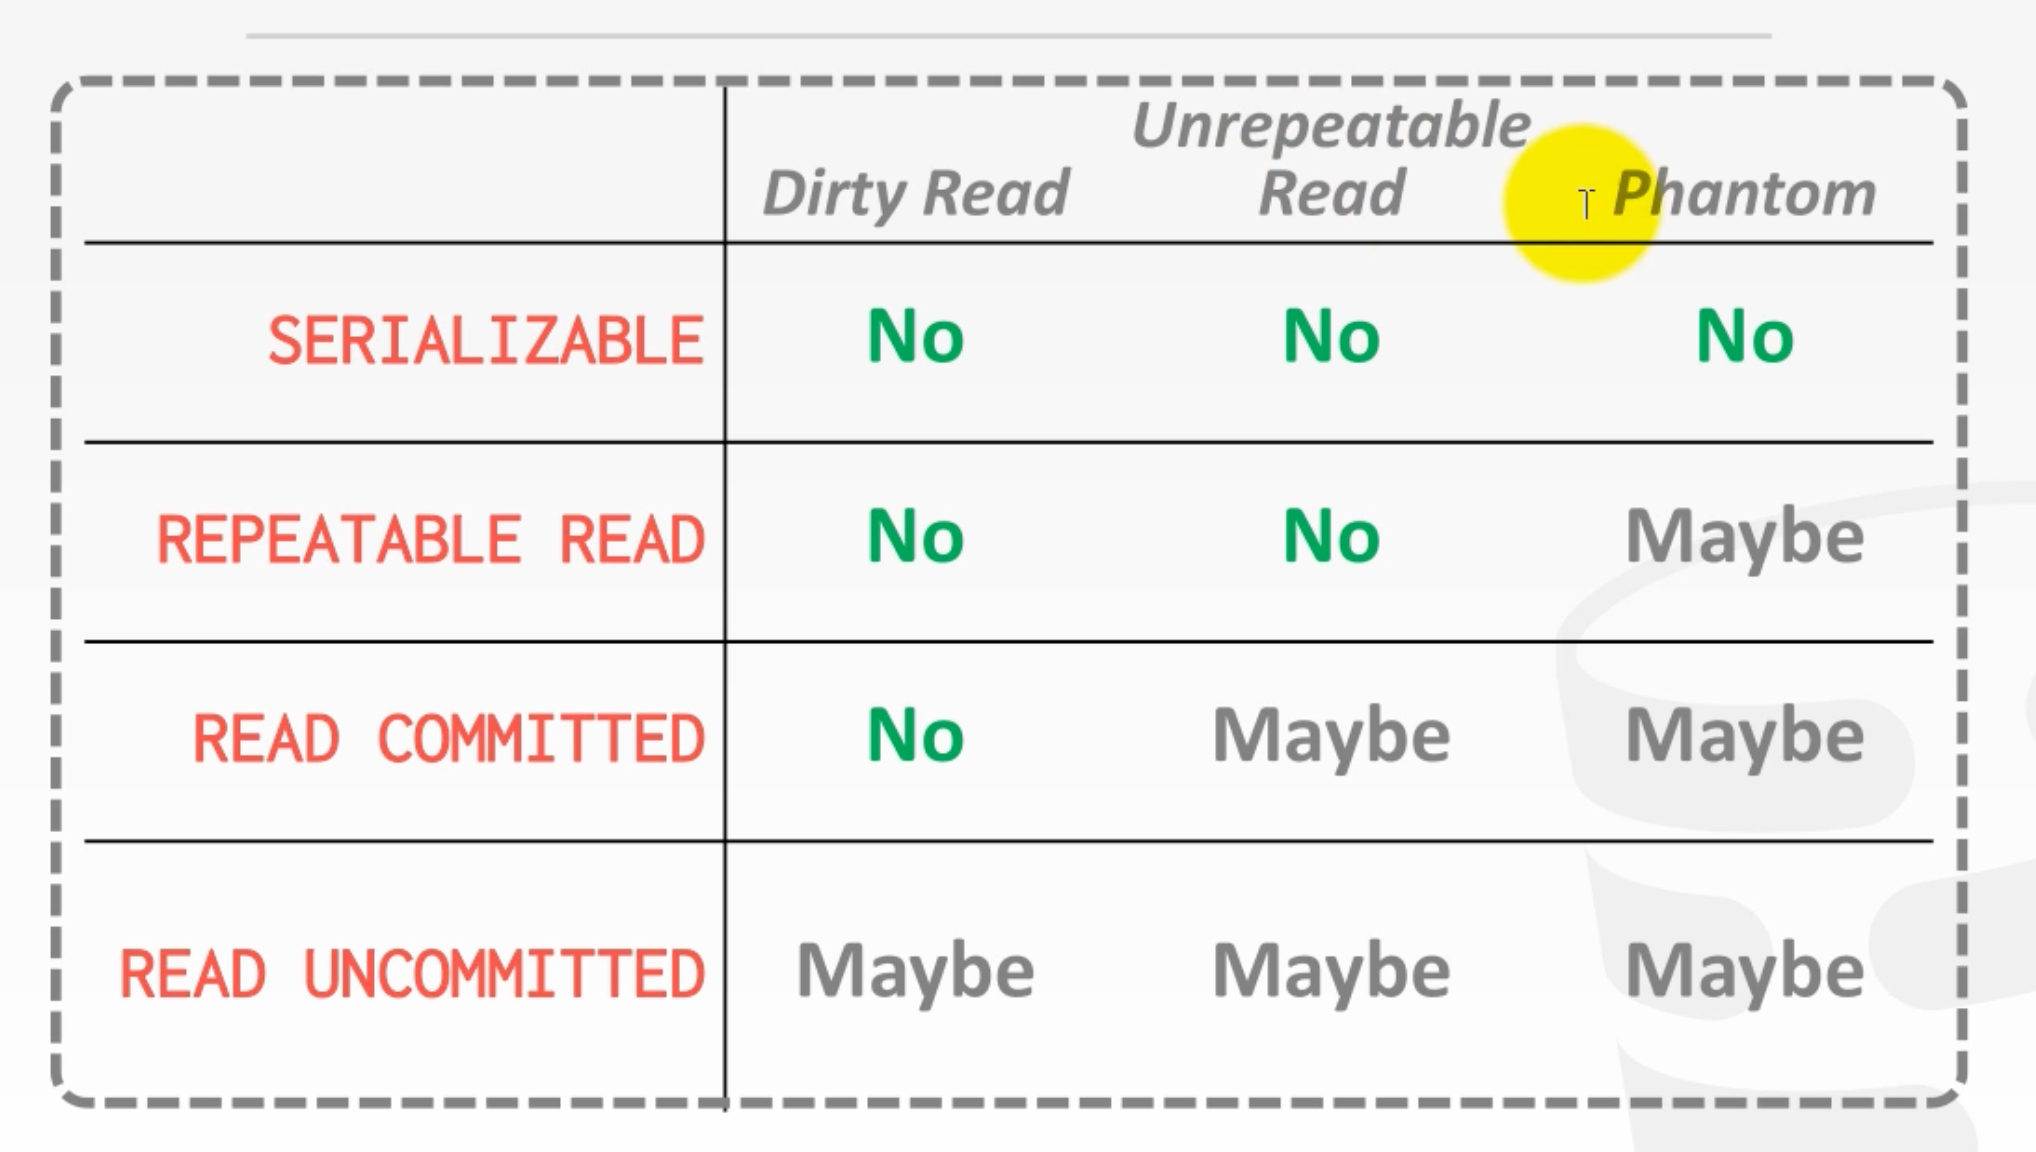 Dirty Read Unrepeatable Read Phantom
SERIALIZABLE No No No
REPEATABLE READ No No Maybe
READ COMMITTED No Maybe Maybe
READ UNCOMMITTED Maybe Maybe Maybe